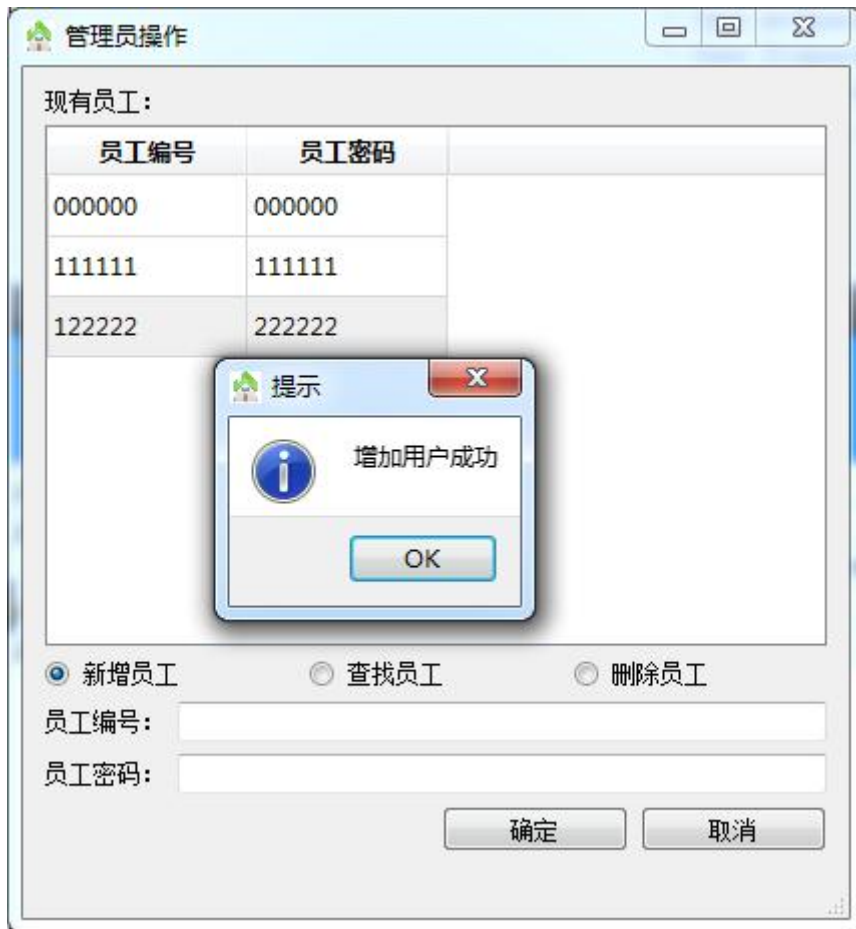 管理员操作
现有员工：
员工编号 员工密码
000000 000000
111111 111111
122222 222222
提示
增加用户成功
OK
新增员工 查找员工 删除员工
员工编号：
员工密码：
确定 取消